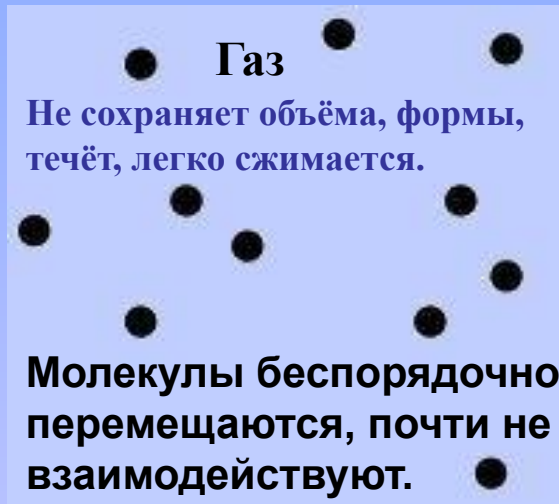 Газ
Не сохраняет объёма, формы,
течёт, легко сжимается.
Молекулы беспорядочно
перемещаются, почти не
взаимодействуют.